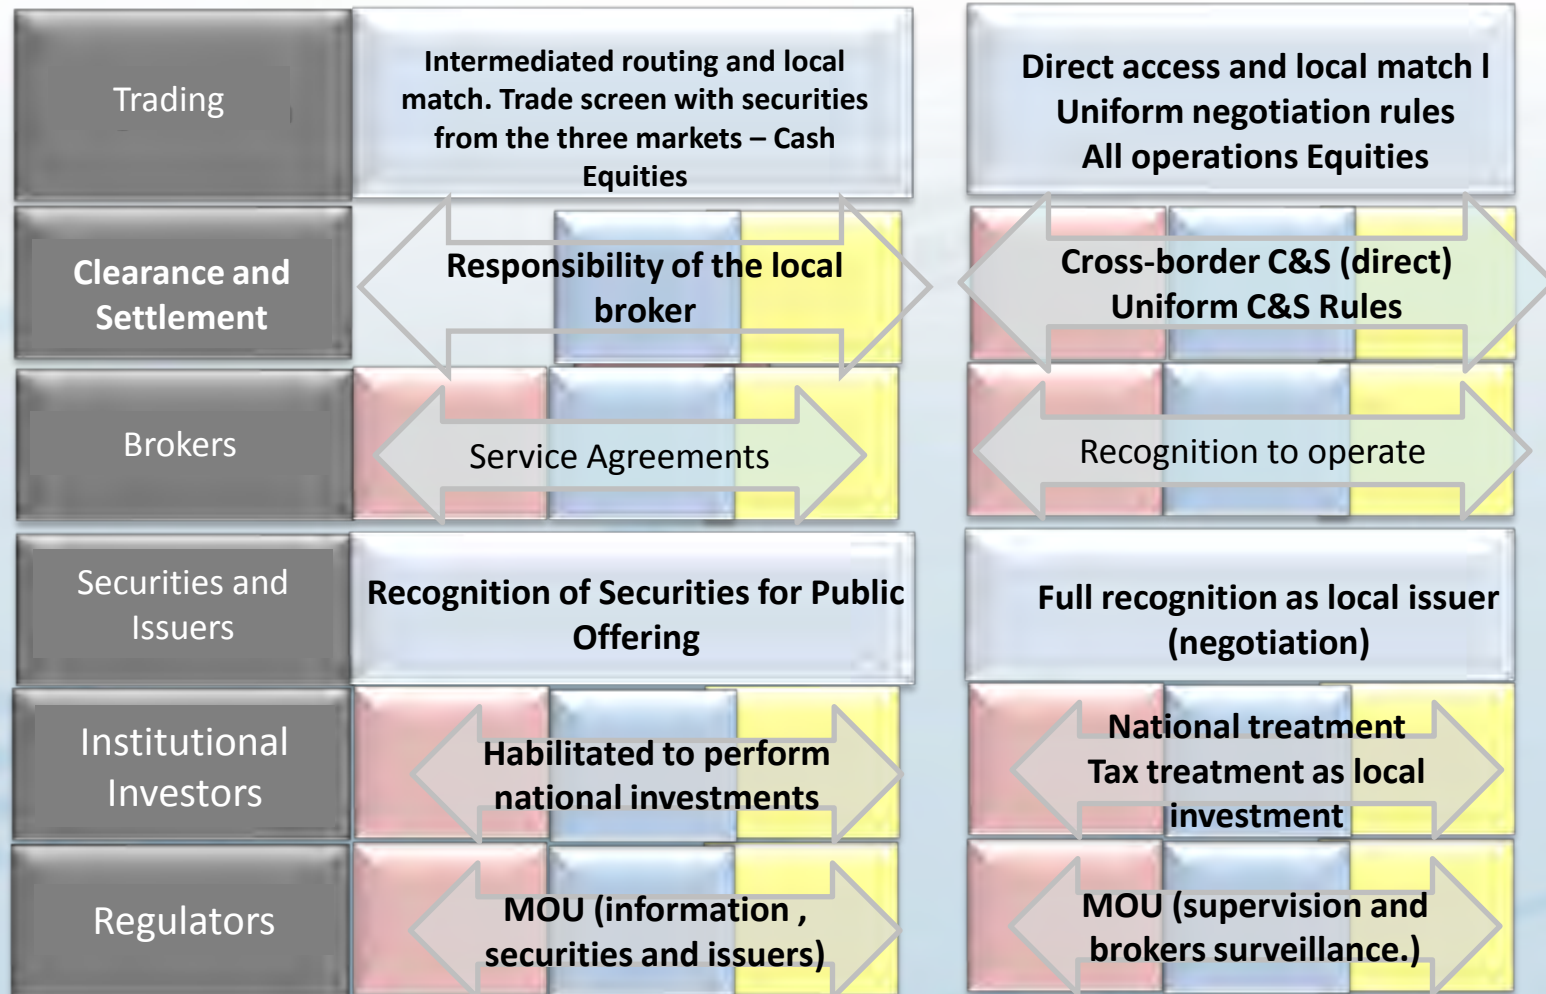 Trading
Intermediated routing and local
match. Trade screen with securities
from the three markets – Cash
Equities
Direct access and local match l
Uniform negotiation rules
All operations Equities
Clearance and
Settlement
Responsibility of the local
broker
Cross-border C&S (direct)
Uniform C&S Rules
Brokers
Service Agreements
Recognition to operate
Securities and
Issuers
Recognition of Securities for Public
Offering
Full recognition as local issuer
(negotiation)
Institutional
Investors
Habilitated to perform
national investments
National treatment
Tax treatment as local
investment
Regulators
MOU (information ,
securities and issuers)
MOU (supervision and
brokers surveillance.)